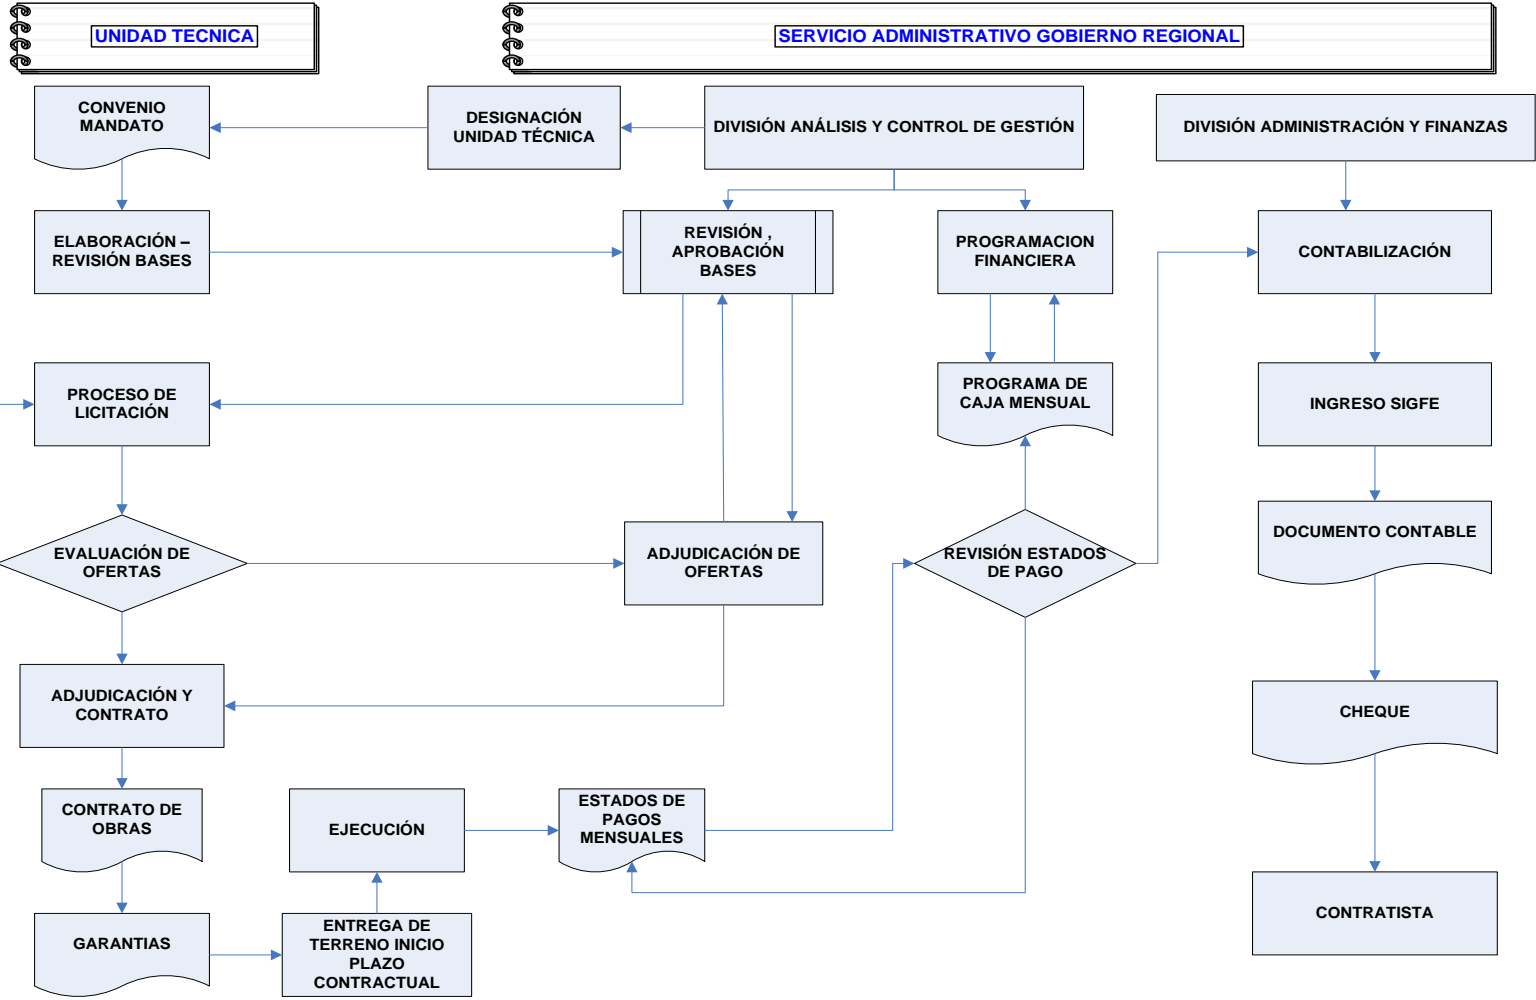 UNIDAD TECNICA
SERVICIO ADMINISTRATIVO GOBIERNO REGIONAL
CONVENIO
MANDATO
DESIGNACIÓN
UNIDAD TÉCNICA
DIVISIÓN ANÁLISIS Y CONTROL DE GESTIÓN
DIVISIÓN ADMINISTRACIÓN Y FINANZAS
ELABORACIÓN –
REVISIÓN BASES
REVISIÓN ,
APROBACIÓN
BASES
PROGRAMACION
FINANCIERA
CONTABILIZACIÓN
PROCESO DE
LICITACIÓN
PROGRAMA DE
CAJA MENSUAL
INGRESO SIGFE
EVALUACIÓN DE
OFERTAS
ADJUDICACIÓN DE
OFERTAS
REVISIÓN ESTADOS
DE PAGO
DOCUMENTO CONTABLE
ADJUDICACIÓN Y
CONTRATO
CHEQUE
CONTRATO DE
OBRAS
EJECUCIÓN
ESTADOS DE
PAGOS
MENSUALES
GARANTIAS
ENTREGA DE
TERRENO INICIO
PLAZO
CONTRACTUAL
CONTRATISTA